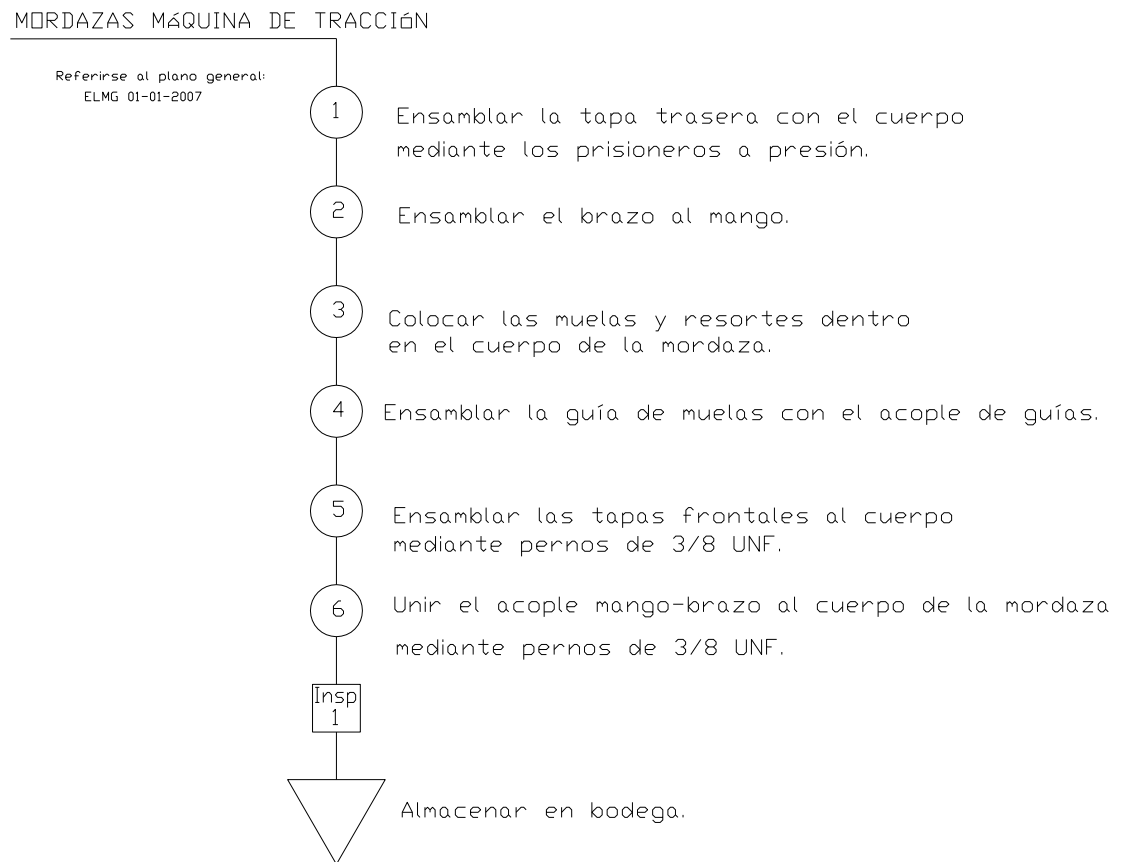 MORDAZAS MáQUINA DE TRACCIóN
Referirse al plano general:
ELMG 01-01-2007
1
Ensamblar la tapa trasera con el cuerpo
mediante los prisioneros a presión.
2
Ensamblar el brazo al mango.
3
Colocar las muelas y resortes dentro
en el cuerpo de la mordaza.
4
Ensamblar la guía de muelas con el acople de guías.
5
Ensamblar las tapas frontales al cuerpo
mediante pernos de 3/8 UNF.
6
Unir el acople mango-brazo al cuerpo de la mordaza
mediante pernos de 3/8 UNF.
Insp
1
Almacenar en bodega.